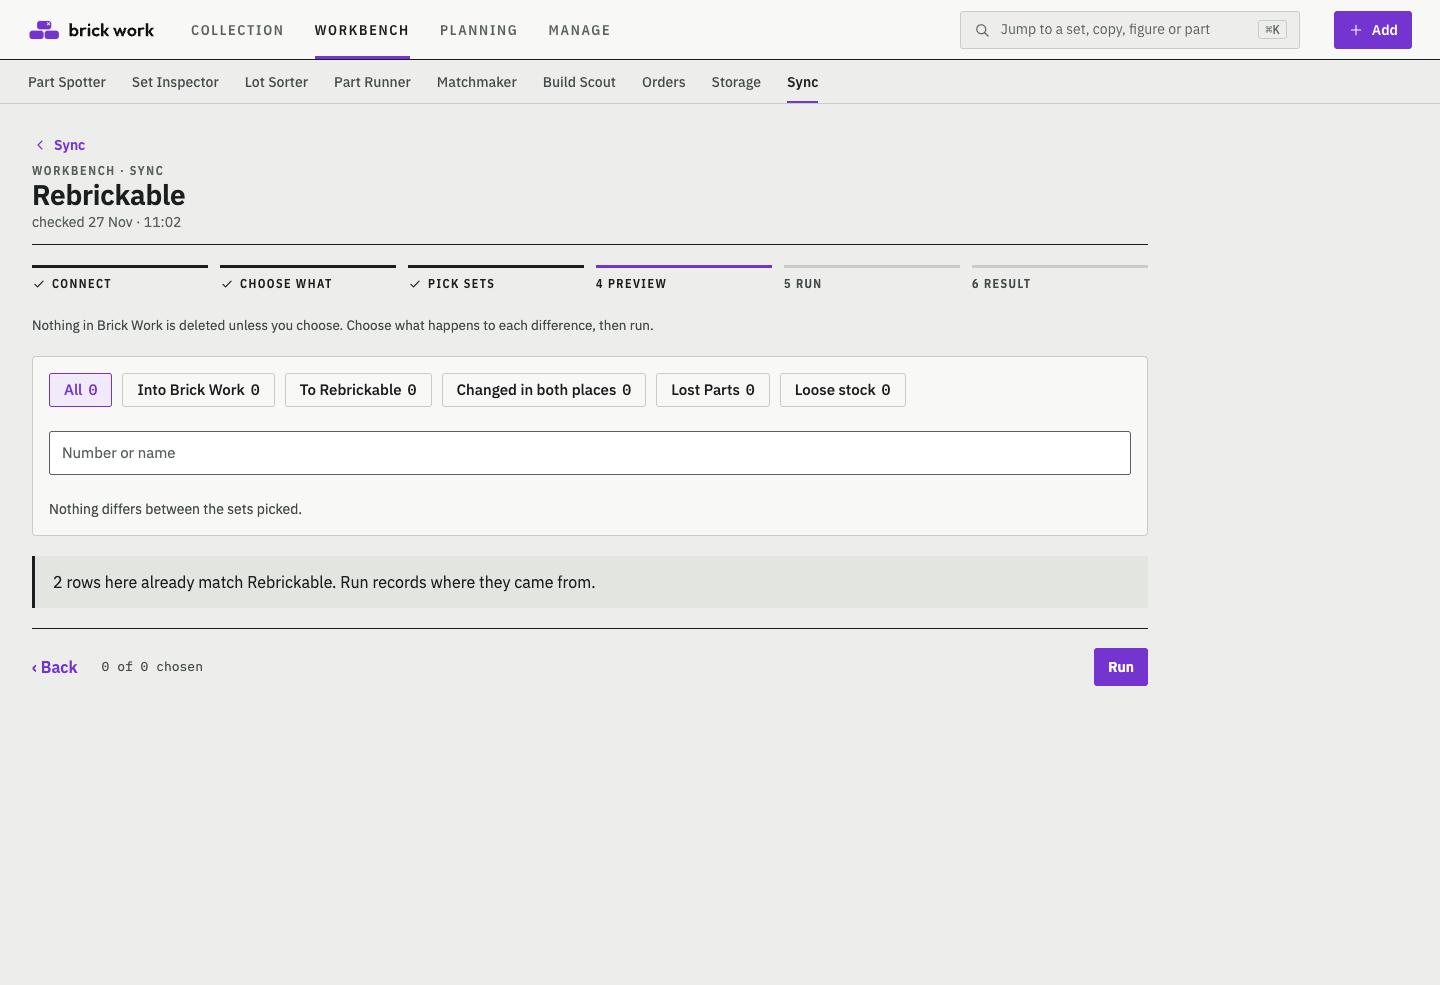 brick work
COLLECTION
WORKBENCH
PLANNING
MANAGE
Jump to a set, copy, figure or part
⌘K
+ Add
Part Spotter
Set Inspector
Lot Sorter
Part Runner
Matchmaker
Build Scout
Orders
Storage
Sync
‹ Sync
WORKBENCH · SYNC
Rebrickable
checked 27 Nov · 11:02
✓ CONNECT
✓ CHOOSE WHAT
✓ PICK SETS
4 PREVIEW
5 RUN
6 RESULT
Nothing in Brick Work is deleted unless you choose. Choose what happens to each difference, then run.
All 0
Into Brick Work 0
To Rebrickable 0
Changed in both places 0
Lost Parts 0
Loose stock 0
Number or name
Nothing differs between the sets picked.
2 rows here already match Rebrickable. Run records where they came from.
‹ Back
0 of 0 chosen
Run